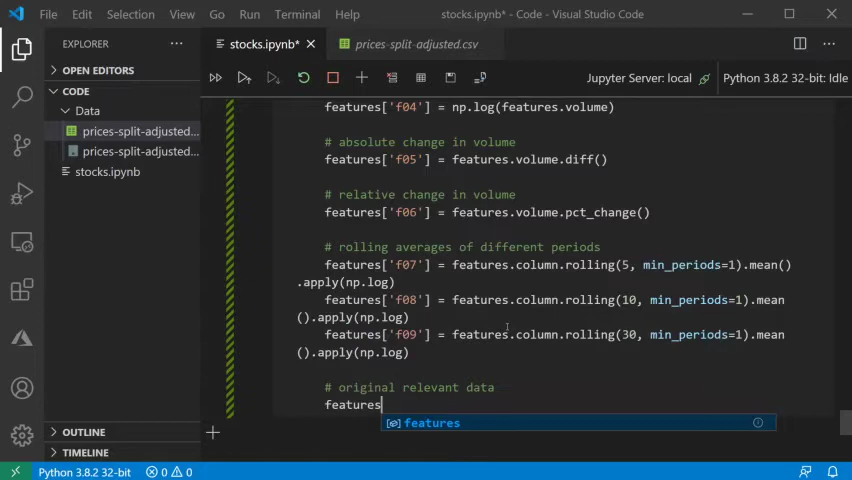 File Edit Selection View Go Run Terminal Help stocks.ipynb* - Code - Visual Studio Code
EXPLORER
stocks.ipynb*
prices-split-adjusted.csv
OPEN EDITORS
CODE
Data
prices-split-adjusted...
prices-split-adjusted...
stocks.ipynb
Jupyter Server: local Python 3.8.2 32-bit: Idle
features['f04'] = np.log(features.volume)
# absolute change in volume
features['f05'] = features.volume.diff()
# relative change in volume
features['f06'] = features.volume.pct_change()
# rolling averages of different periods
features['f07'] = features.column.rolling(5, min_periods=1).mean()
.apply(np.log)
features['f08'] = features.column.rolling(10, min_periods=1).mean
().apply(np.log)
features['f09'] = features.column.rolling(30, min_periods=1).mean
().apply(np.log)
# original relevant data
features
features
OUTLINE
TIMELINE
Python 3.8.2 32-bit 0 0